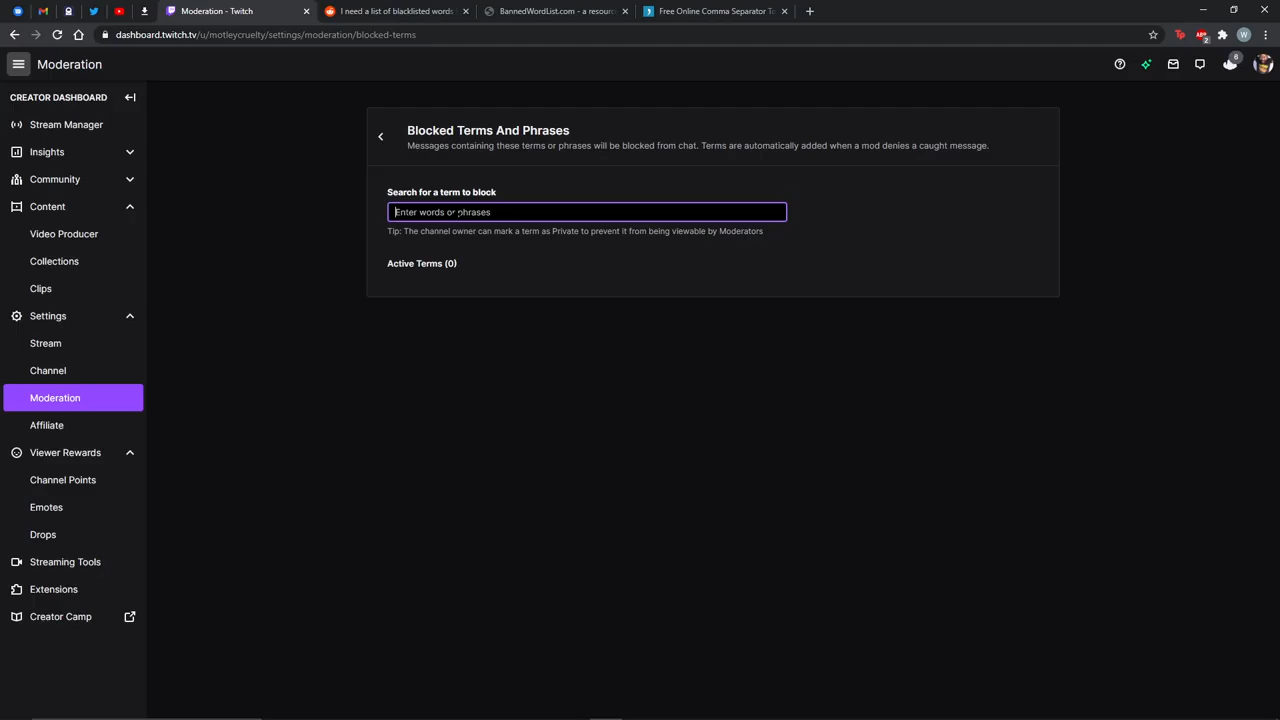 Moderation - Twitch
I need a list of blacklisted words
BannedWordList.com - a resourc
Free Online Comma Separator To
dashboard.twitch.tv/u/motleycruelty/settings/moderation/blocked-terms
ABP
2
W
Moderation
6
CREATOR DASHBOARD
Stream Manager
Insights
Community
Content
Video Producer
Collections
Clips
Settings
Stream
Channel
Moderation
Affiliate
Viewer Rewards
Channel Points
Emotes
Drops
Streaming Tools
Extensions
Creator Camp
Blocked Terms And Phrases
Messages containing these terms or phrases will be blocked from chat. Terms are automatically added when a mod denies a caught message.
Search for a term to block
Enter words or phrases
Tip: The channel owner can mark a term as Private to prevent it from being viewable by Moderators
Active Terms (0)